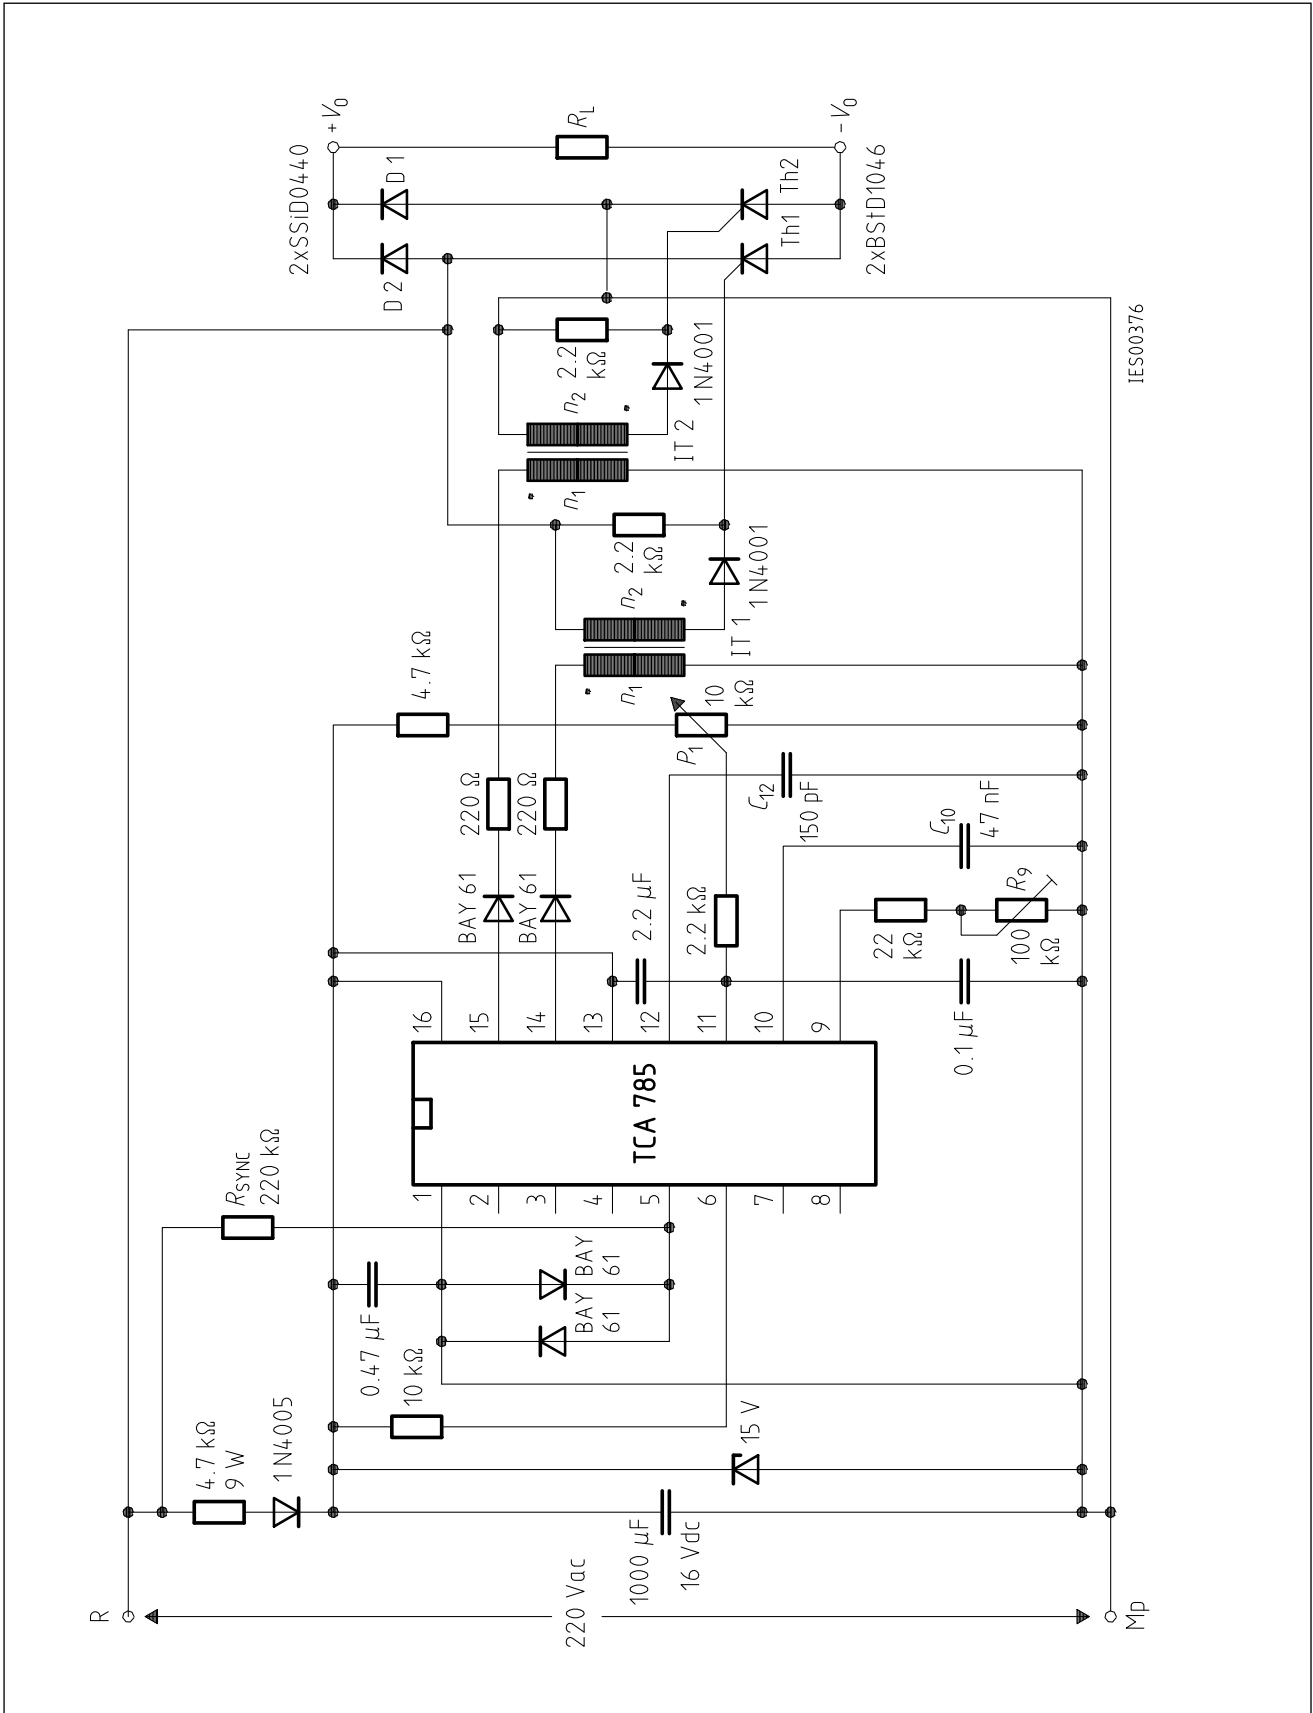 R
220 Vac
Mp
4.7 kΩ
9 W
1N4005
1000 µF
16 Vdc
15 V
10 kΩ
0.47 µF
BAY
61
BAY
61
RSYNC
220 kΩ
1
2
3
4
5
6
7
8
TCA 785
16
15
14
13
12
11
10
9
BAY 61
BAY 61
2.2 µF
2.2 kΩ
0.1 µF
22
kΩ
100
kΩ
R9
C10
47 nF
C12
150 pF
220 Ω
220 Ω
4.7 kΩ
P1
10
kΩ
n1
n2
IT 1
1N4001
2.2
kΩ
n1
n2
IT 2
1N4001
2.2
kΩ
D 2
D 1
2xSSiD0440
+V0
RL
Th1
Th2
2xBStD1046
-V0
IES00376